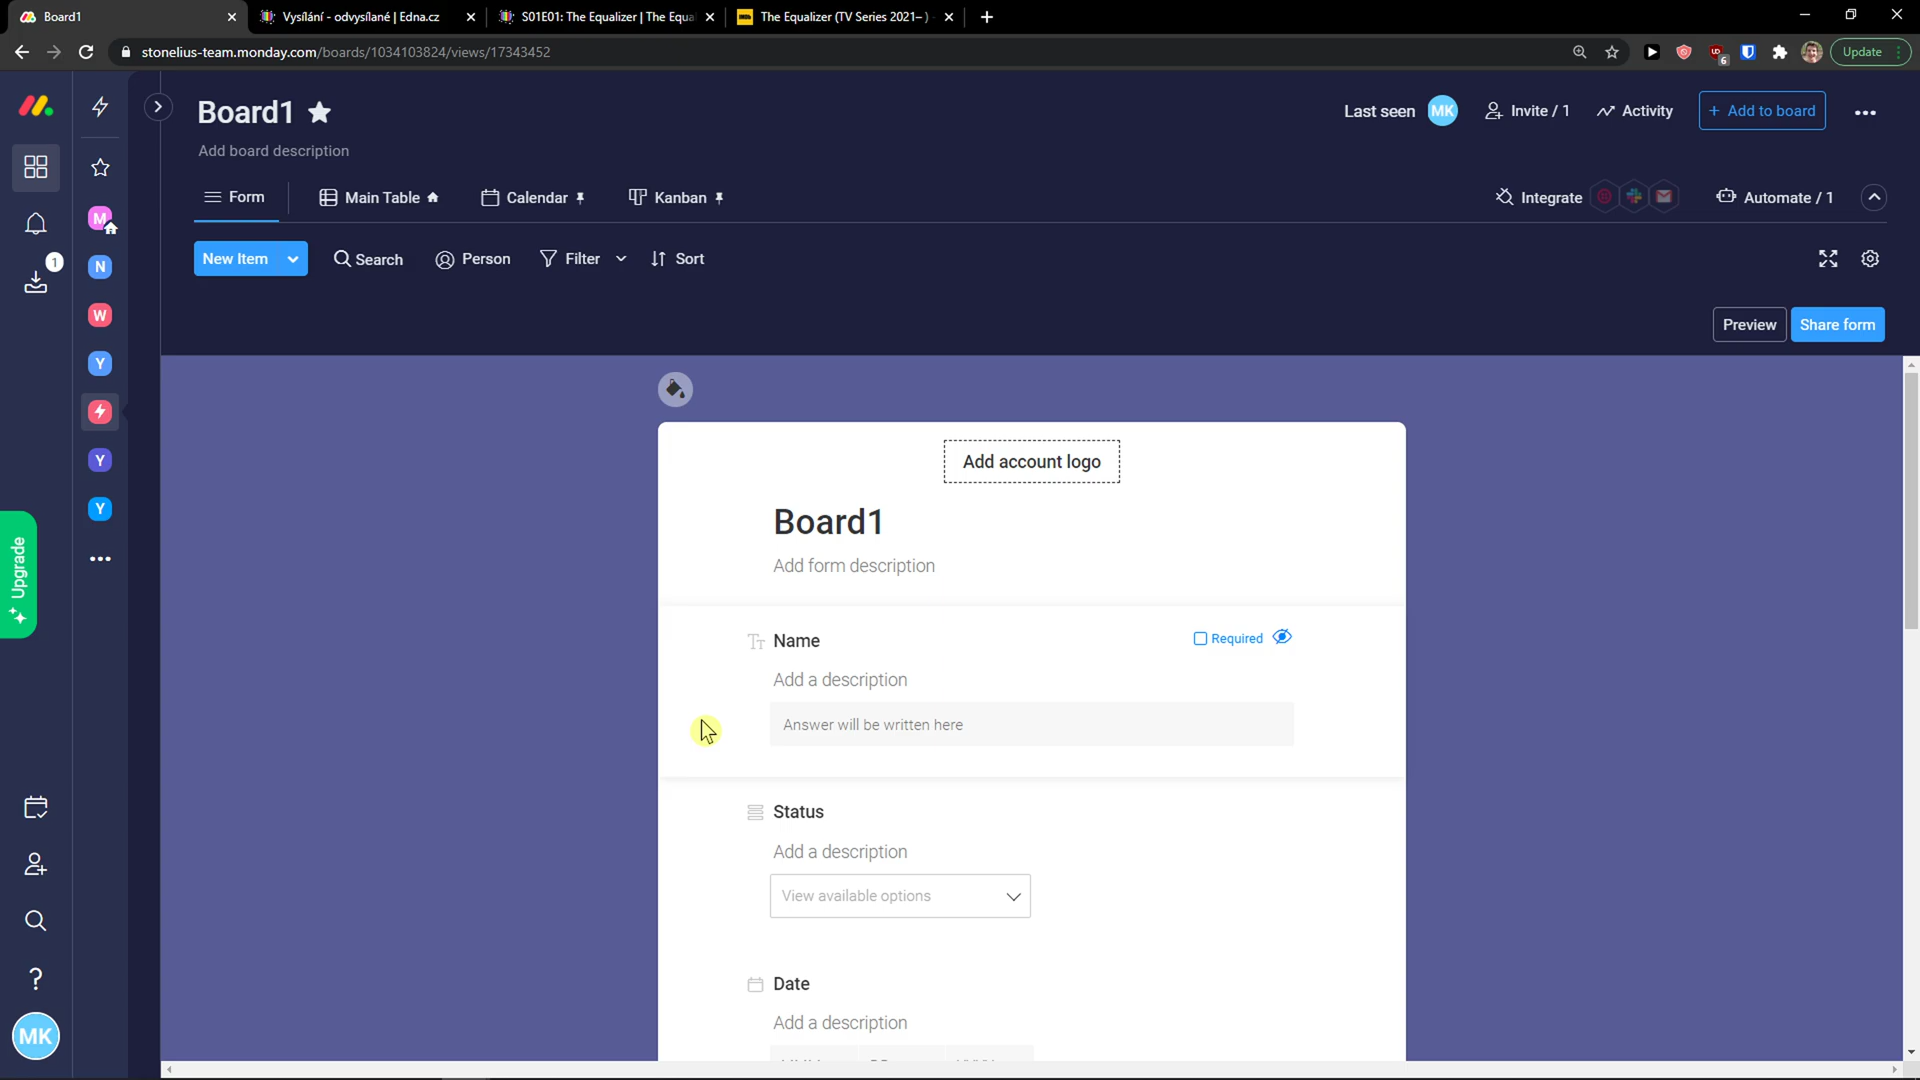 Board1
Vysílání - odvysílané | Edna.cz
S01E01: The Equalizer | The Equa
The Equalizer (TV Series 2021– ) -
stonelius-team.monday.com/boards/1034103824/views/17343452
6
Update
Board1
Last seen
MK
Invite / 1
Activity
+ Add to board
Add board description
Form
Main Table
Calendar
Kanban
Integrate
Automate / 1
New Item
Search
Person
Filter
Sort
Preview
Share form
1
M
N
W
Y
Y
Y
Upgrade
MK
Add account logo
Board1
Add form description
Name
Required
Add a description
Answer will be written here
Status
Add a description
View available options
Date
Add a description